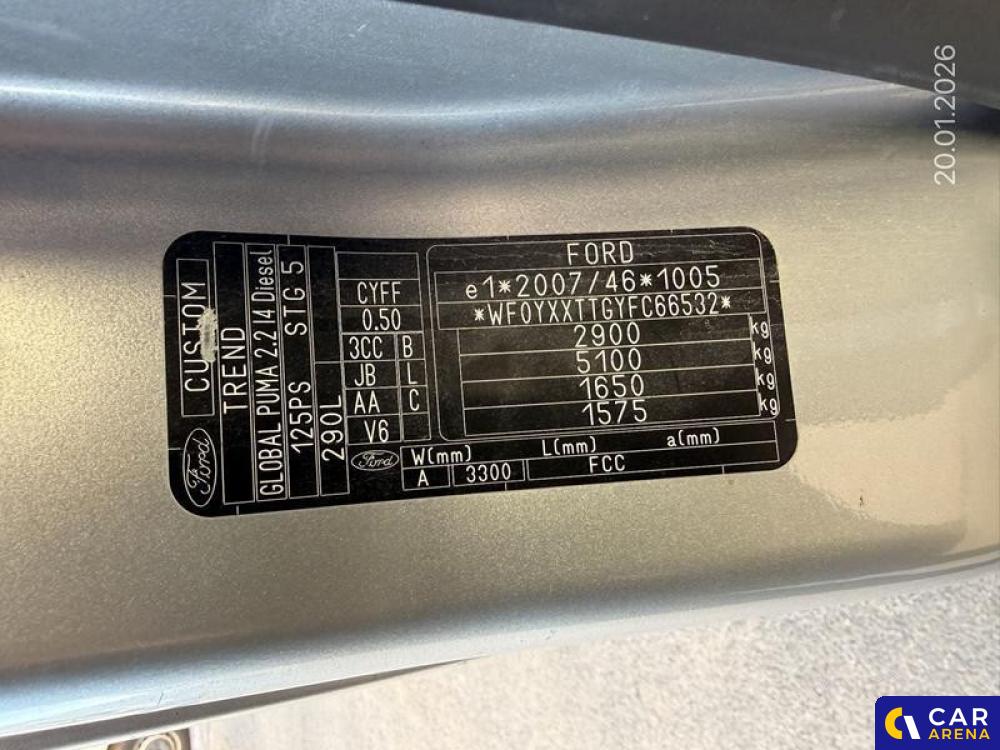 20.01.2026
CUSTOM
Ford
TREND
GLOBAL PUMA 2.2 I4 Diesel
125PS STG 5
290L
CYFF
0.50
3CC B
JB L
AA C
V6
FORD
e1*2007/46*1005
*WF0YXXTTGYFC66532*
2900 kg
5100 kg
1650 kg
1575 kg
Ford W(mm) L(mm) a(mm)
A 3300 FCC
CAR
ARENA